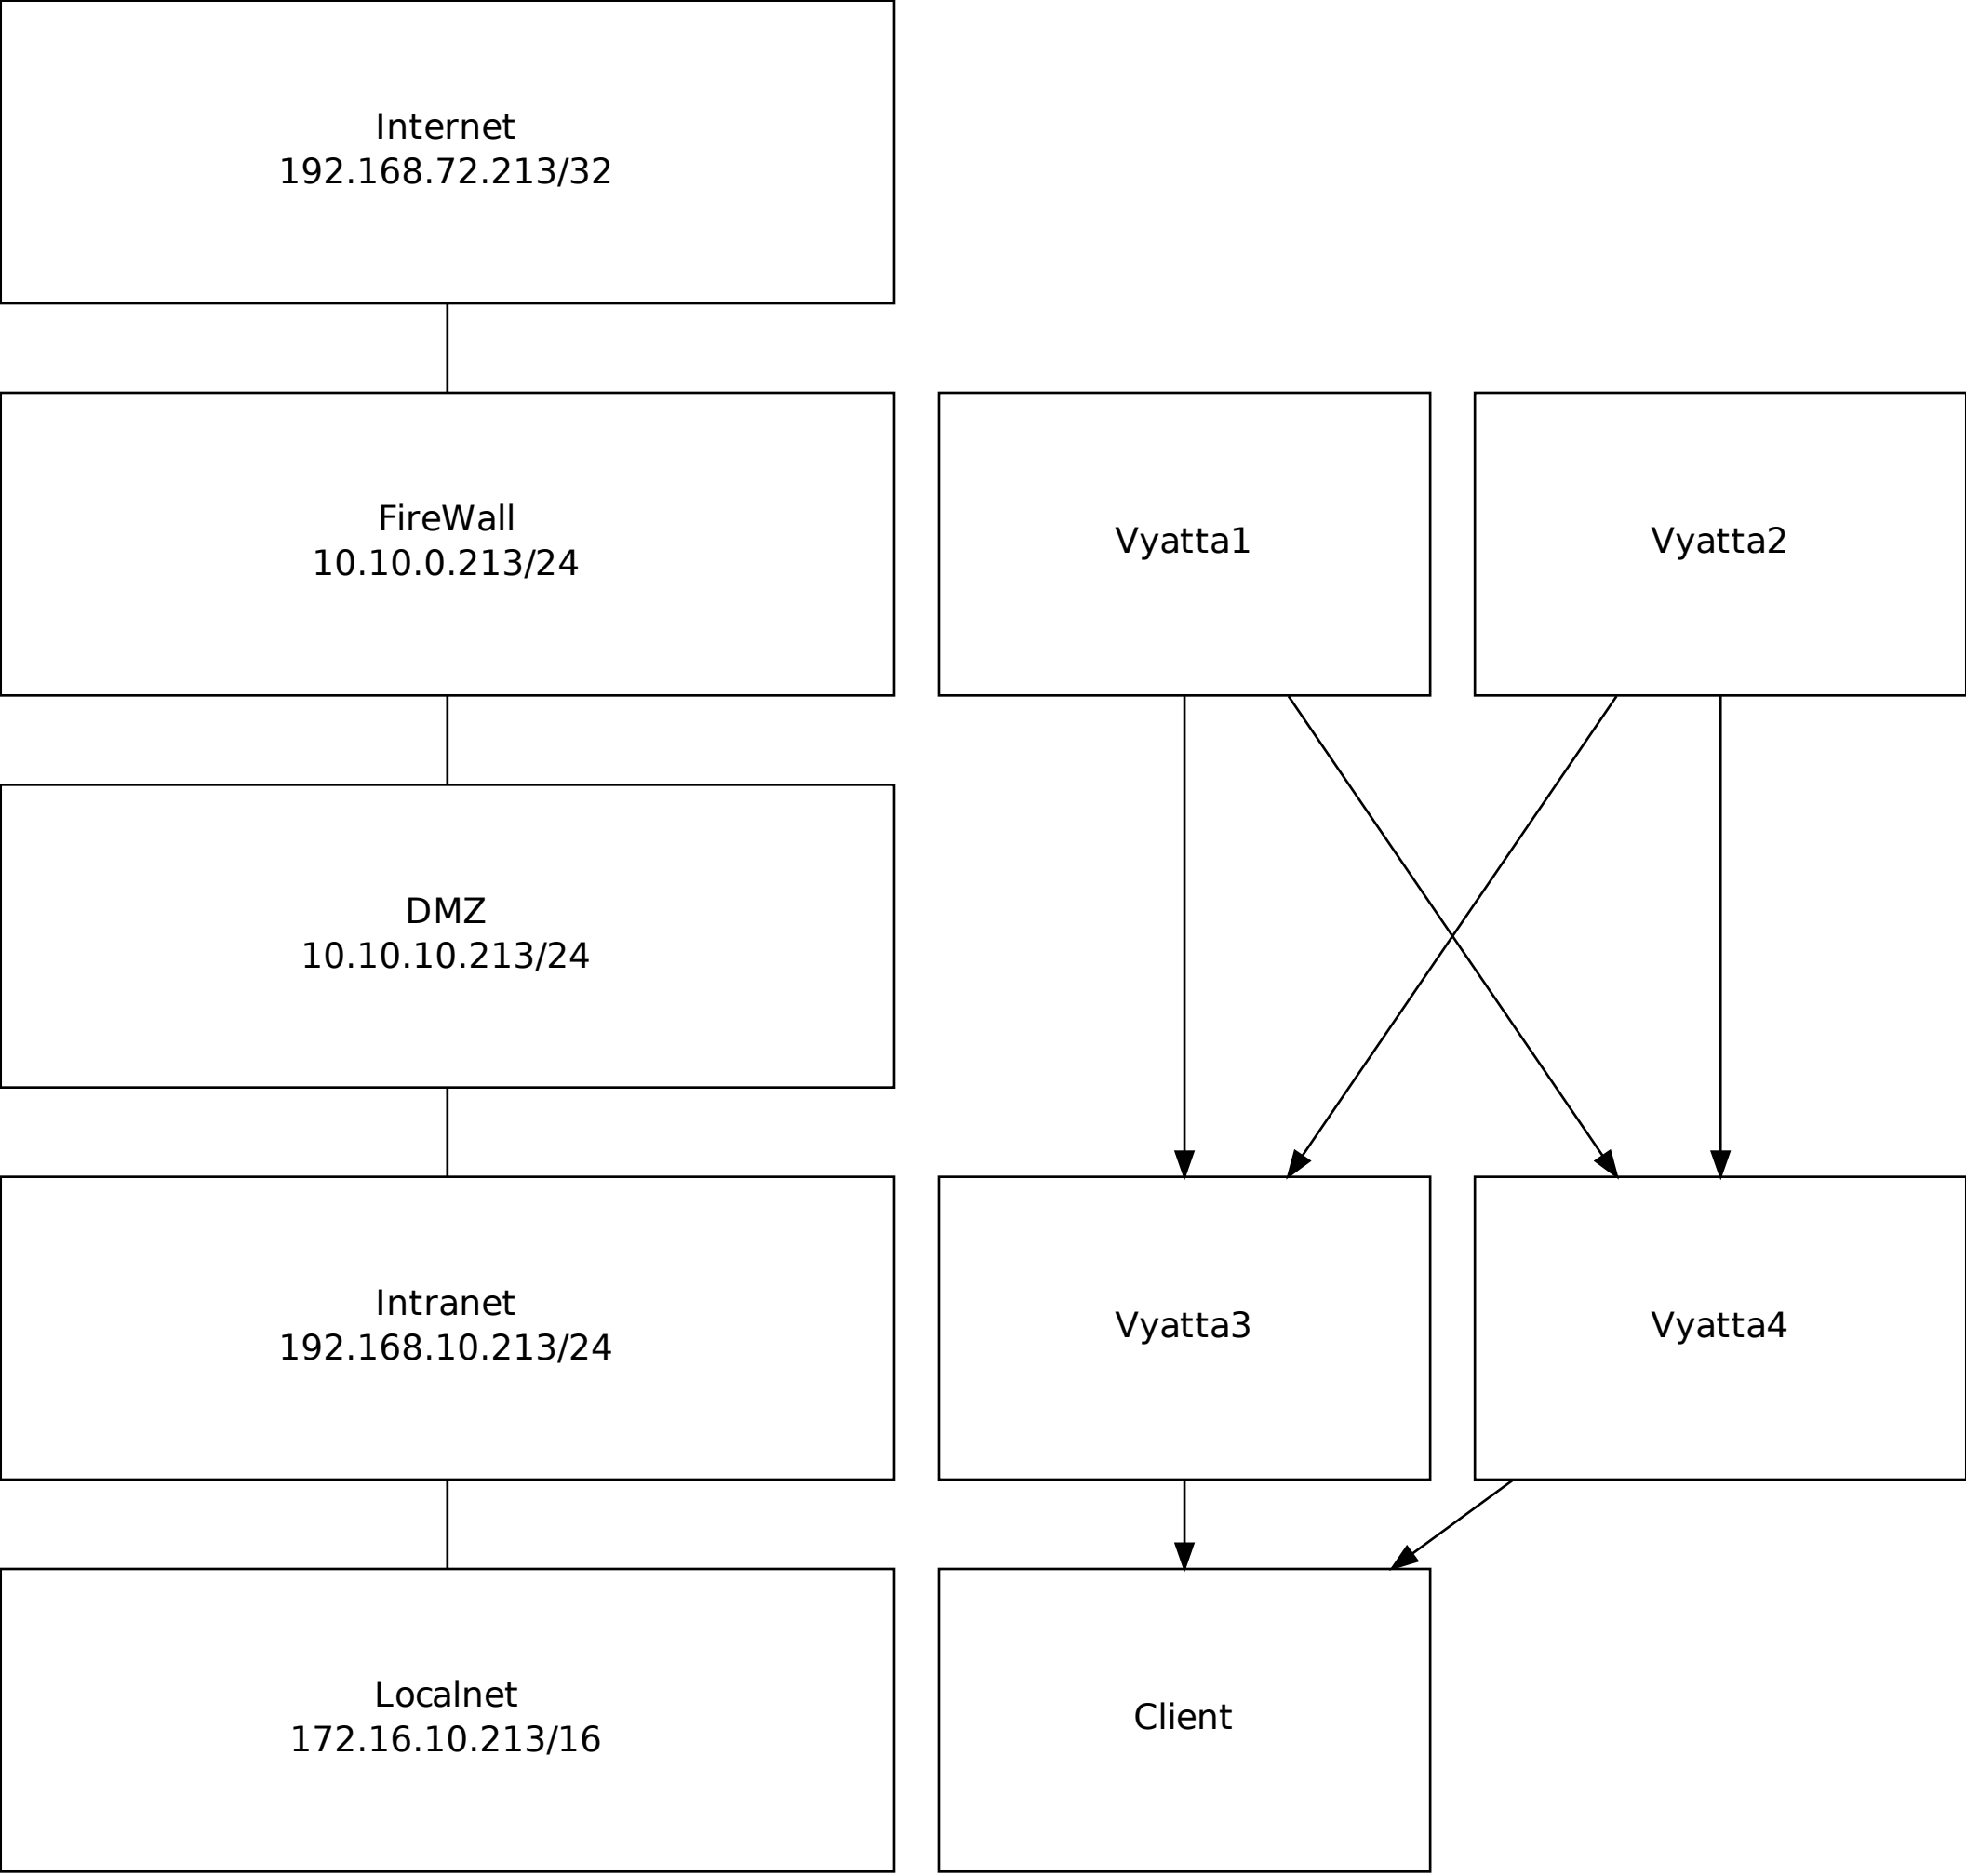 Internet
192.168.72.213/32
FireWall
10.10.0.213/24
Vyatta1
Vyatta2
DMZ
10.10.10.213/24
Intranet
192.168.10.213/24
Vyatta3
Vyatta4
Localnet
172.16.10.213/16
Client